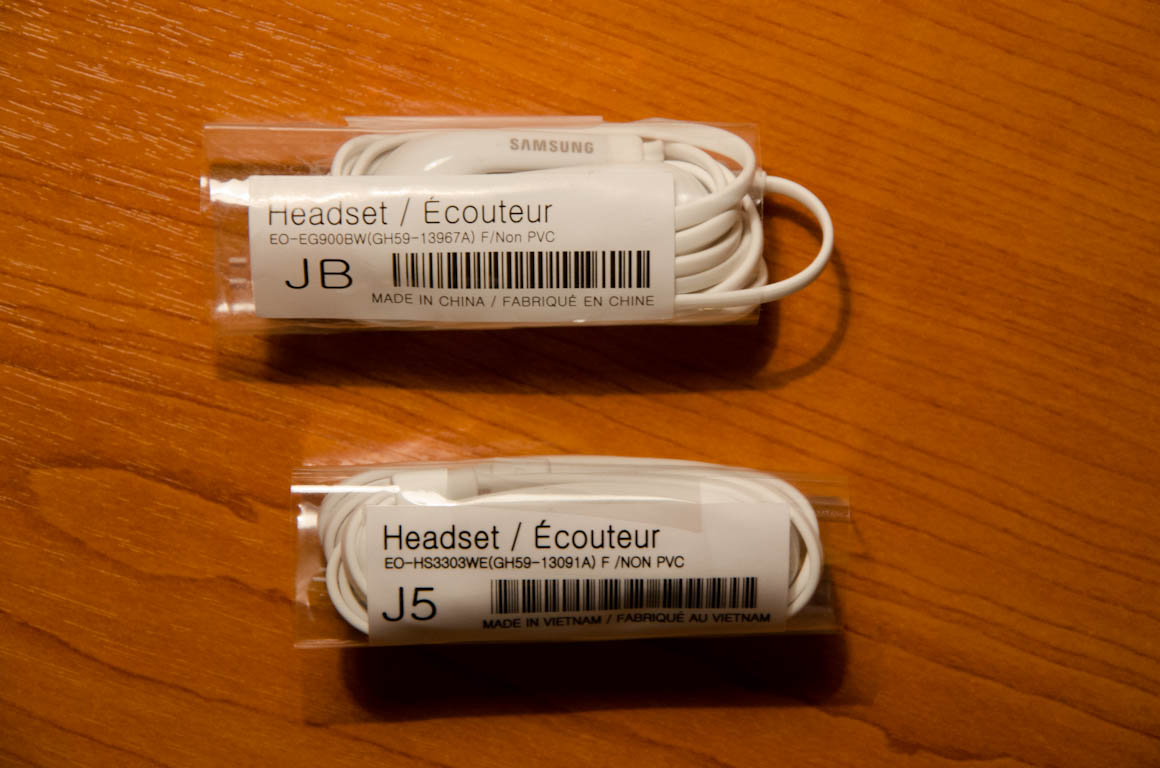 SAMSUNG
Headset / Écouteur
EO-EG900BW(GH59-13967A) F/Non PVC
JB
MADE IN CHINA / FABRIQUÉ EN CHINE
Headset / Écouteur
EO-HS3303WE(GH59-13091A) F /NON PVC
J5
MADE IN VIETNAM / FABRIQUÉ AU VIETNAM